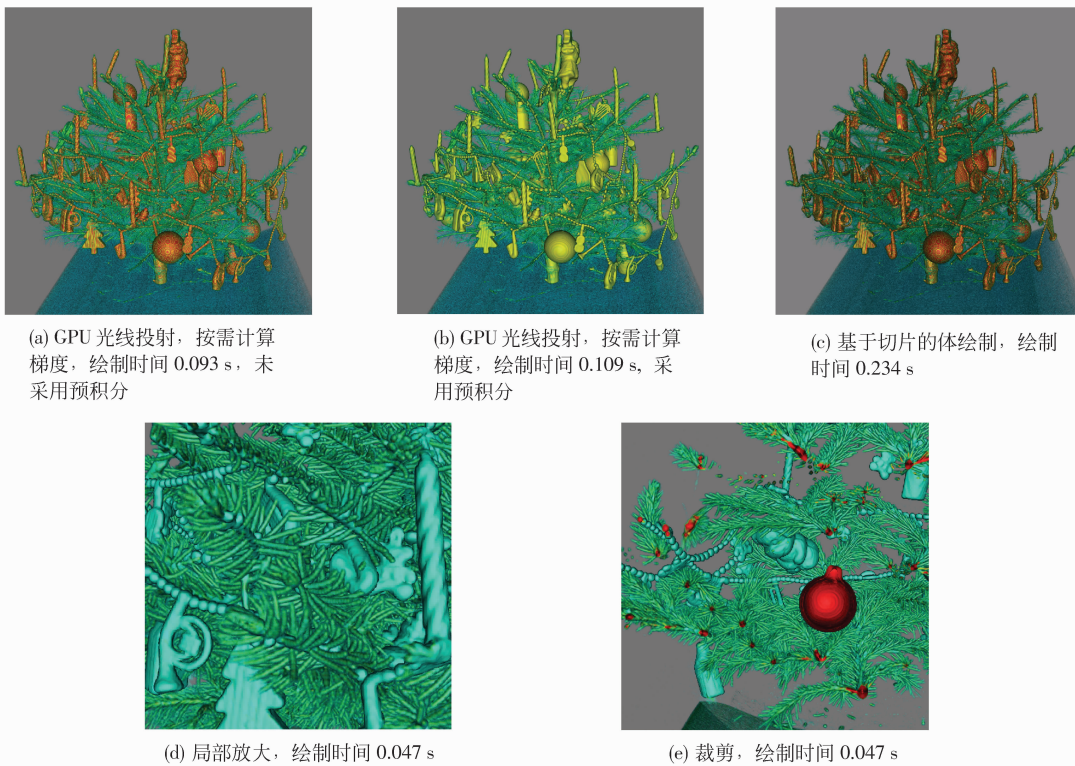 (a) GPU 光线投射，按需计算
梯度，绘制时间 0.093 s，未
采用预积分
(b) GPU 光线投射，按需计算
梯度，绘制时间 0.109 s, 采
用预积分
(c) 基于切片的体绘制，绘制
时间 0.234 s
(d) 局部放大，绘制时间 0.047 s
(e) 裁剪，绘制时间 0.047 s